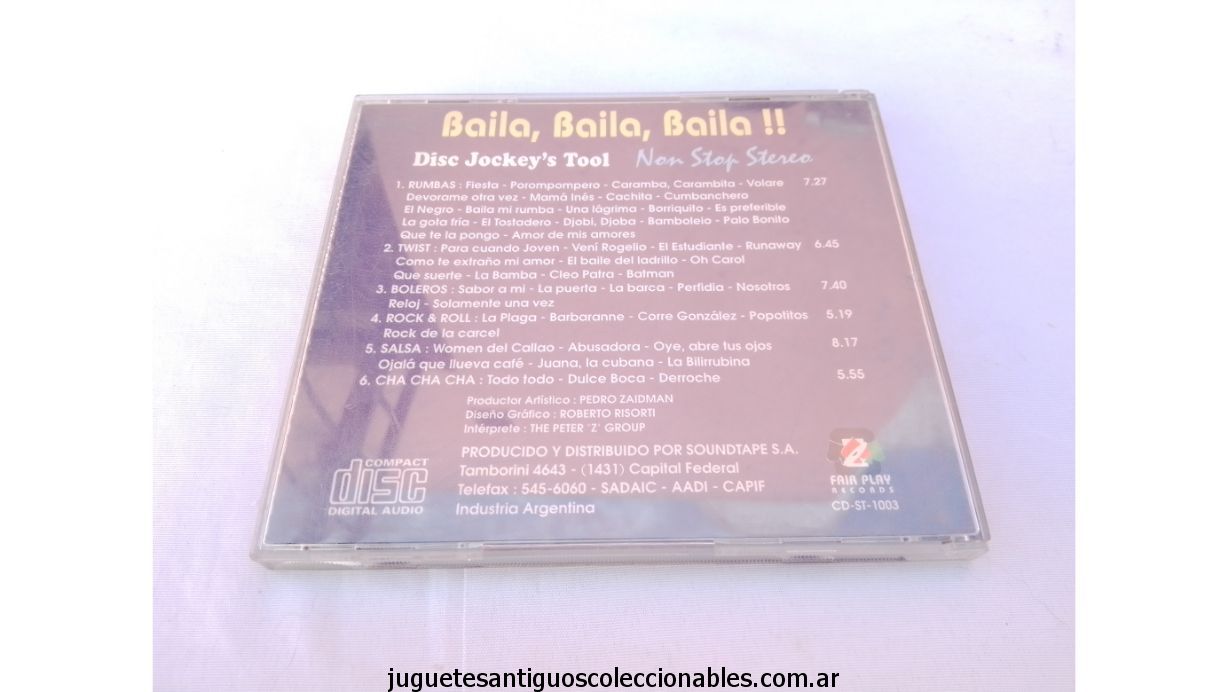 Baila, Baila, Baila !!
Disc Jockey's Tool Non Stop Stereo
1. RUMBAS : Fiesta - Porompompero - Caramba, Carambita - Volare 7.27
Devorame otra vez - Mamá Inés - Cachita - Cumbanchero
El Negro - Baila mi rumba - Una lágrima - Borriquito - Es preferible
La gota fría - El Tostadero - Djobi, Djoba - Bamboleio - Palo Bonito
Que te la pongo - Amor de mis amores
2. TWIST : Para cuando Joven - Vení Rogelio - El Estudiante - Runaway 6.45
Como te extraño mi amor - El baile del ladrillo - Oh Carol
Que suerte - La Bamba - Cleo Patra - Batman
3. BOLEROS : Sabor a mi - La puerta - La barca - Perfidia - Nosotros 7.40
Reloj - Solamente una vez
4. ROCK & ROLL : La Plaga - Barbaranne - Corre González - Popotitos 5.19
Rock de la carcel
5. SALSA : Women del Callao - Abusadora - Oye, abre tus ojos 8.17
Ojalá que llueva café - Juana, la cubana - La Bilirrubina
6. CHA CHA CHA : Todo todo - Dulce Boca - Derroche 5.55
Productor Artístico : PEDRO ZAIDMAN
Diseño Gráfico : ROBERTO RISORTI
Intérprete : THE PETER "Z" GROUP
PRODUCIDO Y DISTRIBUIDO POR SOUNDTAPE S.A.
Tamborini 4643 - (1431) Capital Federal
Telefax : 545-6060 - SADAIC - AADI - CAPIF
Industria Argentina
COMPACT
disc
DIGITAL AUDIO
FAIR PLAY
RECORDS
CD-ST-1003
juguetesantiguoscoleccionables.com.ar